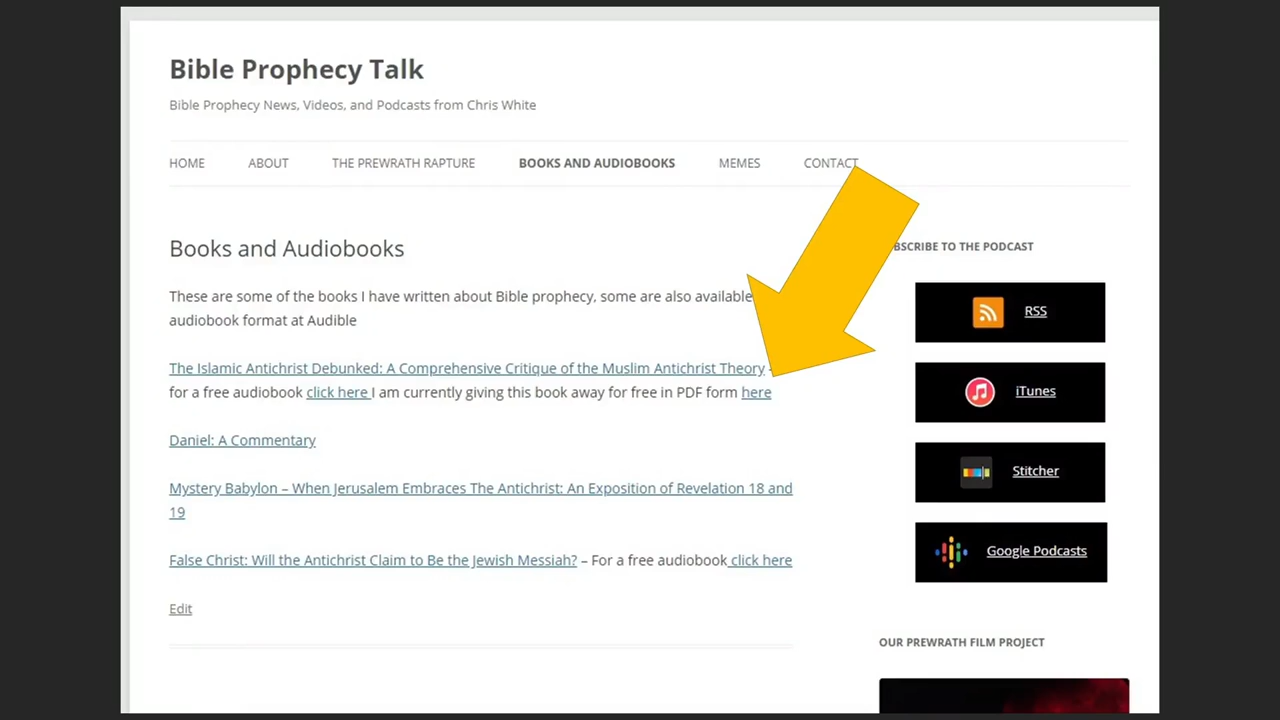 Bible Prophecy Talk
Bible Prophecy News, Videos, and Podcasts from Chris White
HOME ABOUT THE PREWRATH RAPTURE BOOKS AND AUDIOBOOKS MEMES CONTACT
Books and Audiobooks
These are some of the books I have written about Bible prophecy, some are also available
audiobook format at Audible
The Islamic Antichrist Debunked: A Comprehensive Critique of the Muslim Antichrist Theory –
for a free audiobook click here I am currently giving this book away for free in PDF form here
Daniel: A Commentary
Mystery Babylon – When Jerusalem Embraces The Antichrist: An Exposition of Revelation 18 and
19
False Christ: Will the Antichrist Claim to Be the Jewish Messiah? – For a free audiobook click here
Edit
BSCRIBE TO THE PODCAST
RSS
iTunes
Stitcher
Google Podcasts
OUR PREWRATH FILM PROJECT